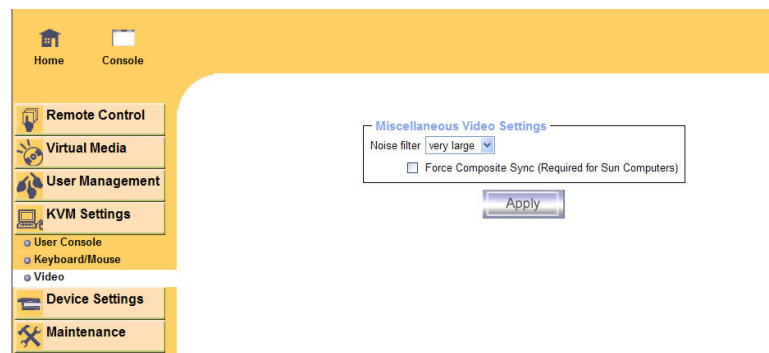 Home Console
Remote Control
Virtual Media
User Management
KVM Settings
User Console
Keyboard/Mouse
Video
Device Settings
Maintenance
Miscellaneous Video Settings
Noise filter very large
Force Composite Sync (Required for Sun Computers)
Apply